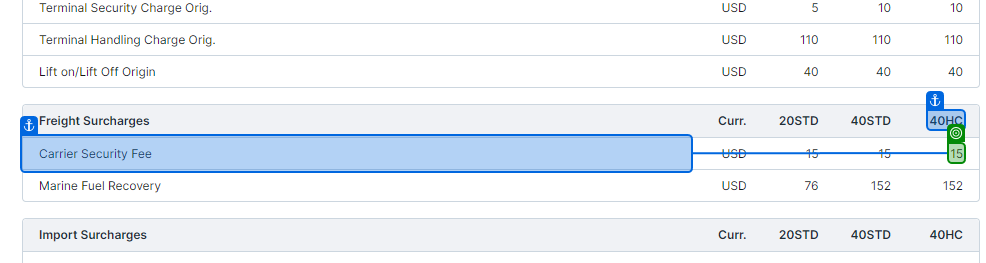 Terminal Security Charge Orig. USD 5 10 10
Terminal Handling Charge Orig. USD 110 110 110
Lift on/Lift Off Origin USD 40 40 40
Freight Surcharges Curr. 20STD 40STD 40HC
Carrier Security Fee USD 15 15 15
Marine Fuel Recovery USD 76 152 152
Import Surcharges Curr. 20STD 40STD 40HC